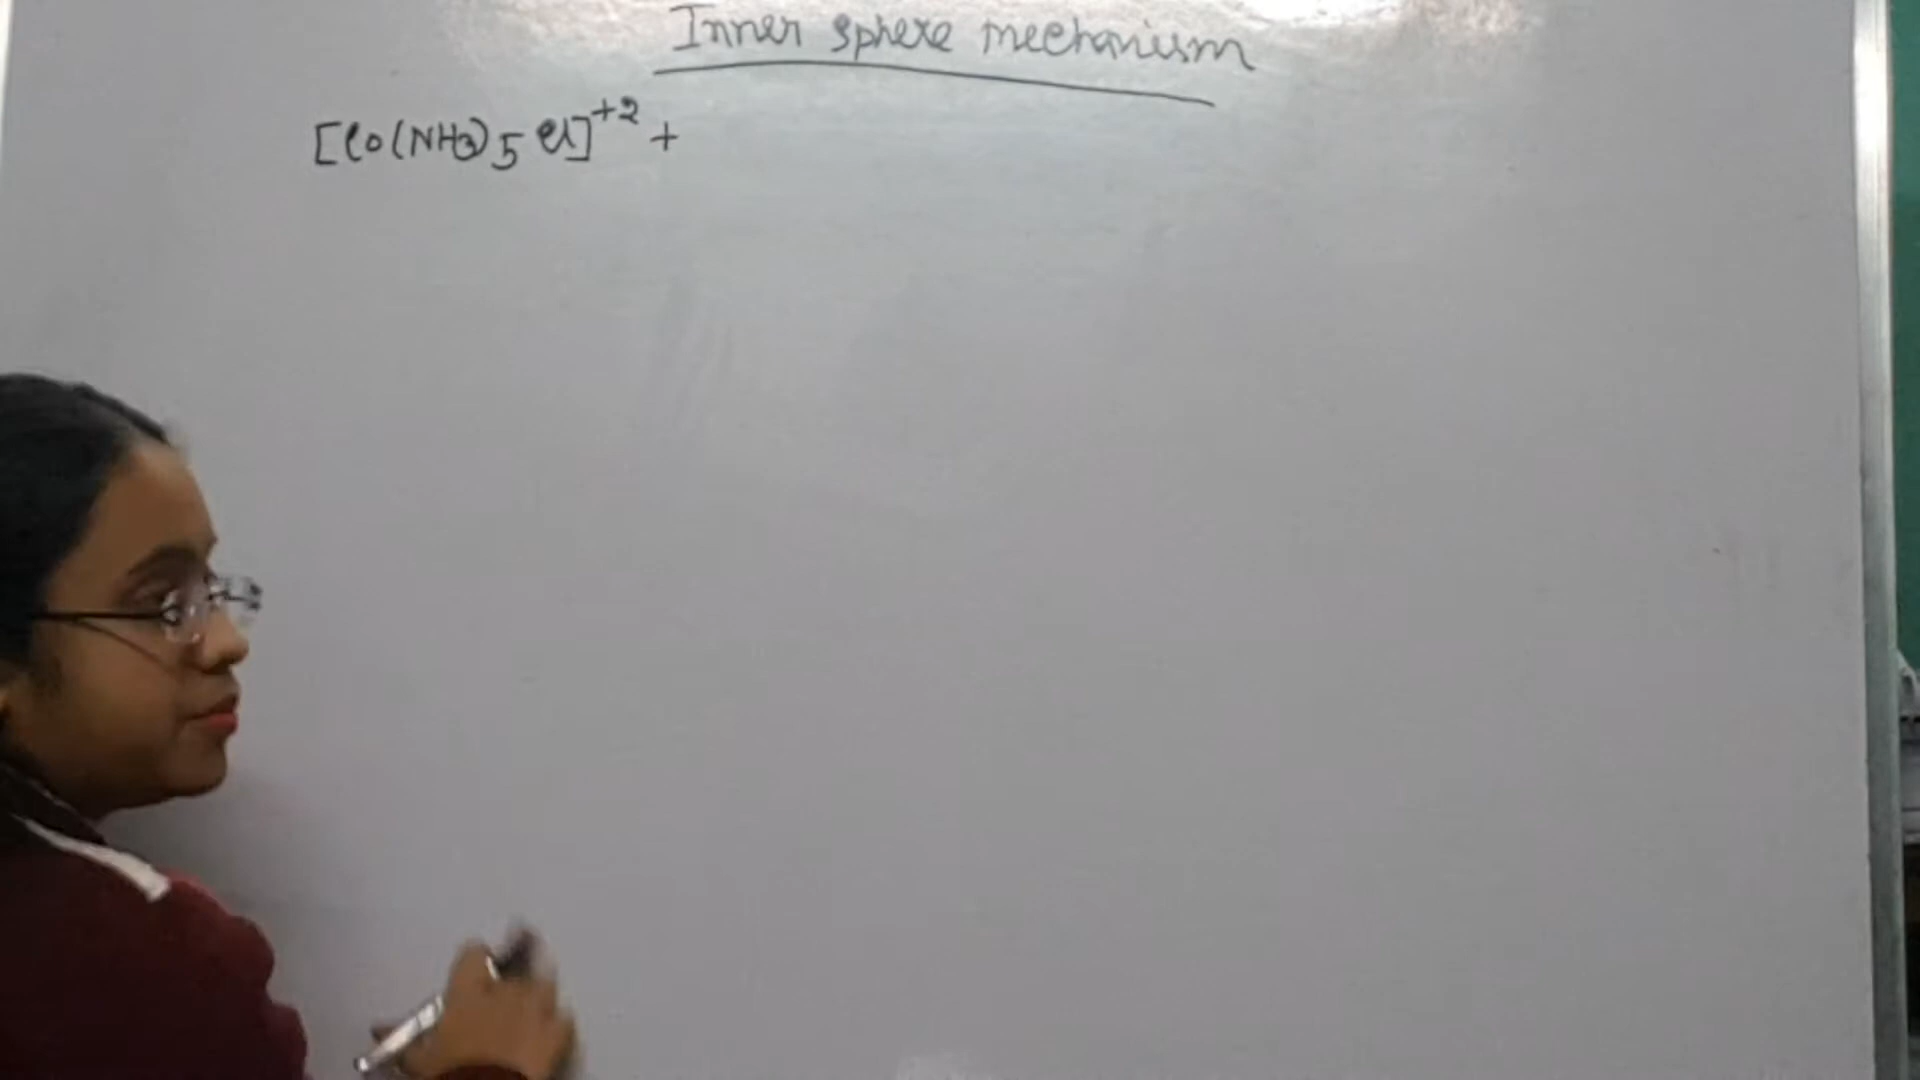 Inner sphere mechanism
[Co(NH3)5 Cl]+2 +